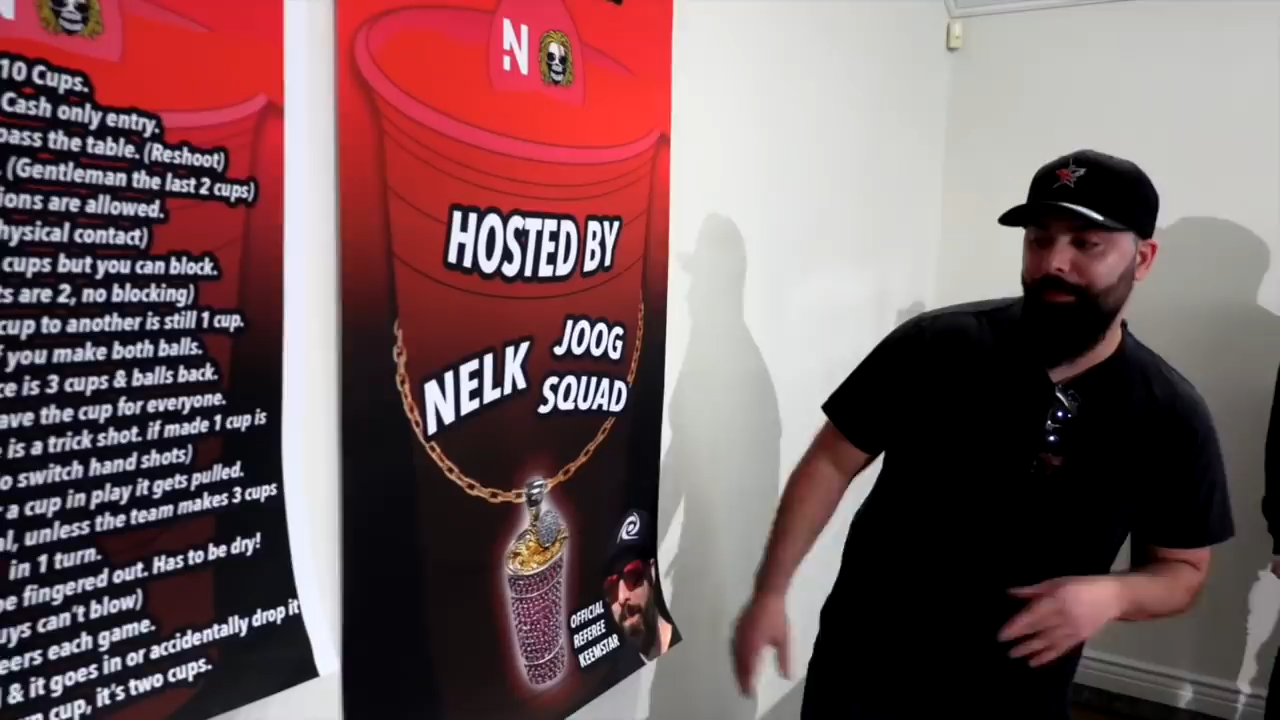 10 Cups.
Cash only entry.
pass the table. (Reshoot)
. (Gentleman the last 2 cups)
ions are allowed.
hysical contact)
cups but you can block.
ts are 2, no blocking)
cup to another is still 1 cup.
f you make both balls.
ce is 3 cups & balls back.
ave the cup for everyone.
is a trick shot. if made 1 cup is
o switch hand shots)
a cup in play it gets pulled.
al, unless the team makes 3 cups
in 1 turn.
be fingered out. Has to be dry!
uys can't blow)
eers each game.
& it goes in or accidentally drop it
cup, it's two cups.
N
HOSTED BY
NELK
JOOG
SQUAD
OFFICIAL
REFEREE
KEEMSTAR